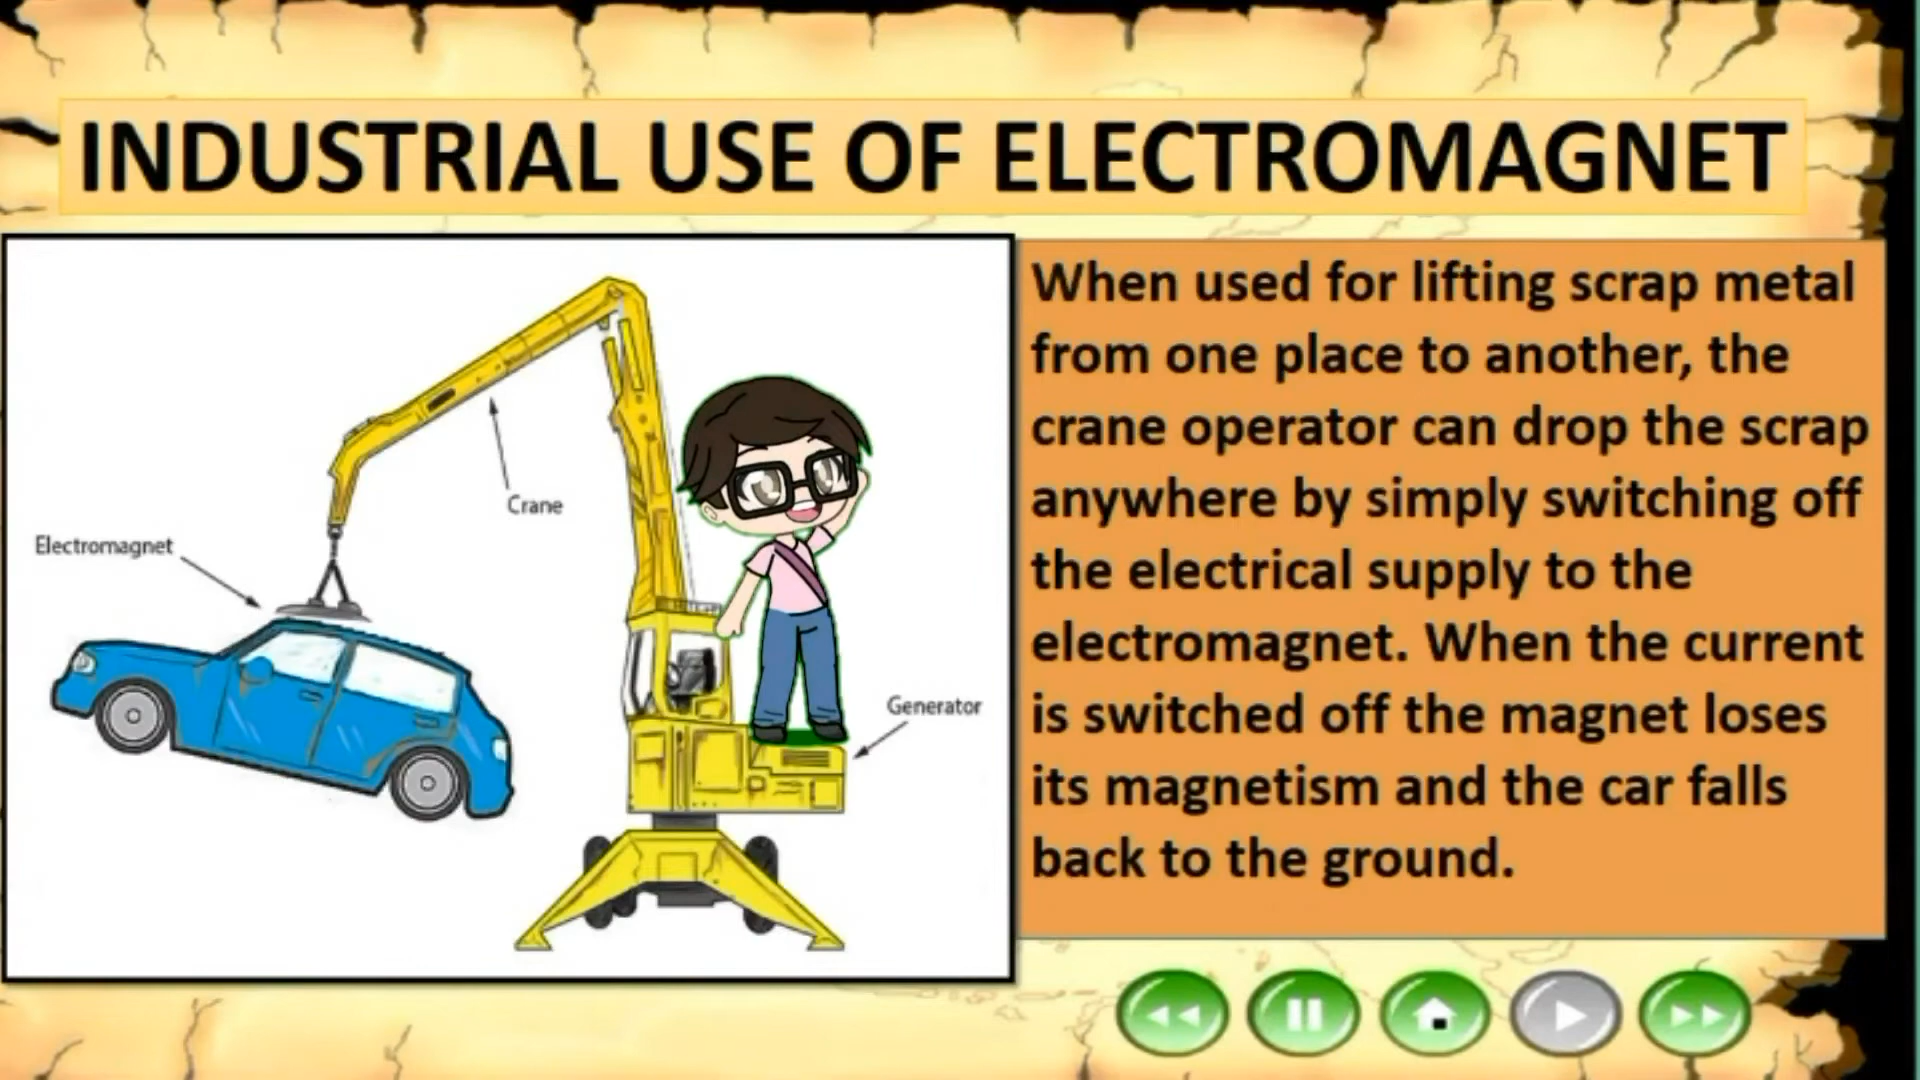 INDUSTRIAL USE OF ELECTROMAGNET
Crane
Electromagnet
Generator
When used for lifting scrap metal
from one place to another, the
crane operator can drop the scrap
anywhere by simply switching off
the electrical supply to the
electromagnet. When the current
is switched off the magnet loses
its magnetism and the car falls
back to the ground.